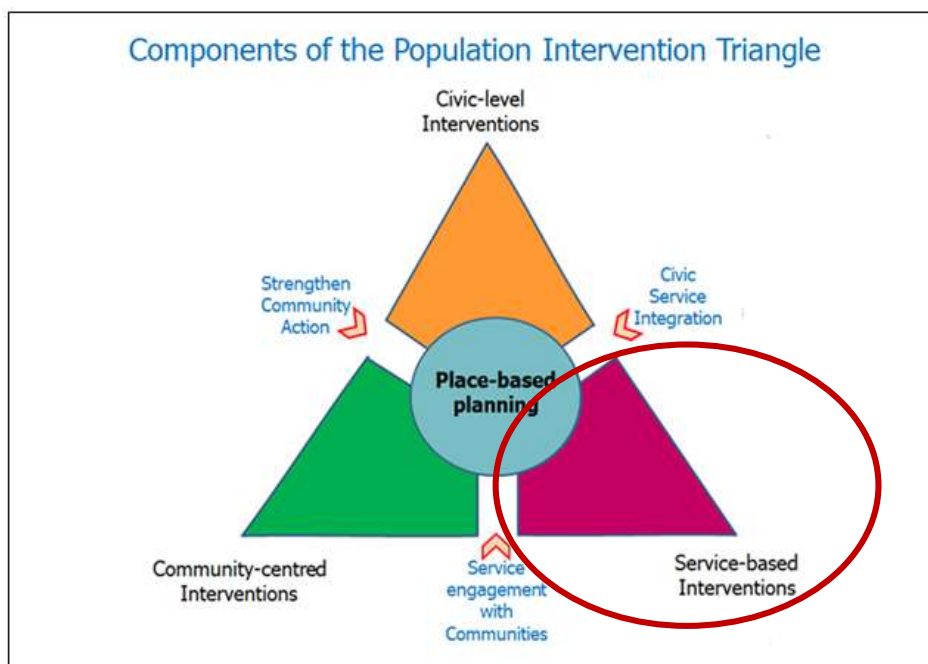 Components of the Population Intervention Triangle
Civic-level
Interventions
Strengthen
Community
Action
Civic
Service
Integration
Place-based
planning
Community-centred
Interventions
Service
engagement
with
Communities
Service-based
Interventions